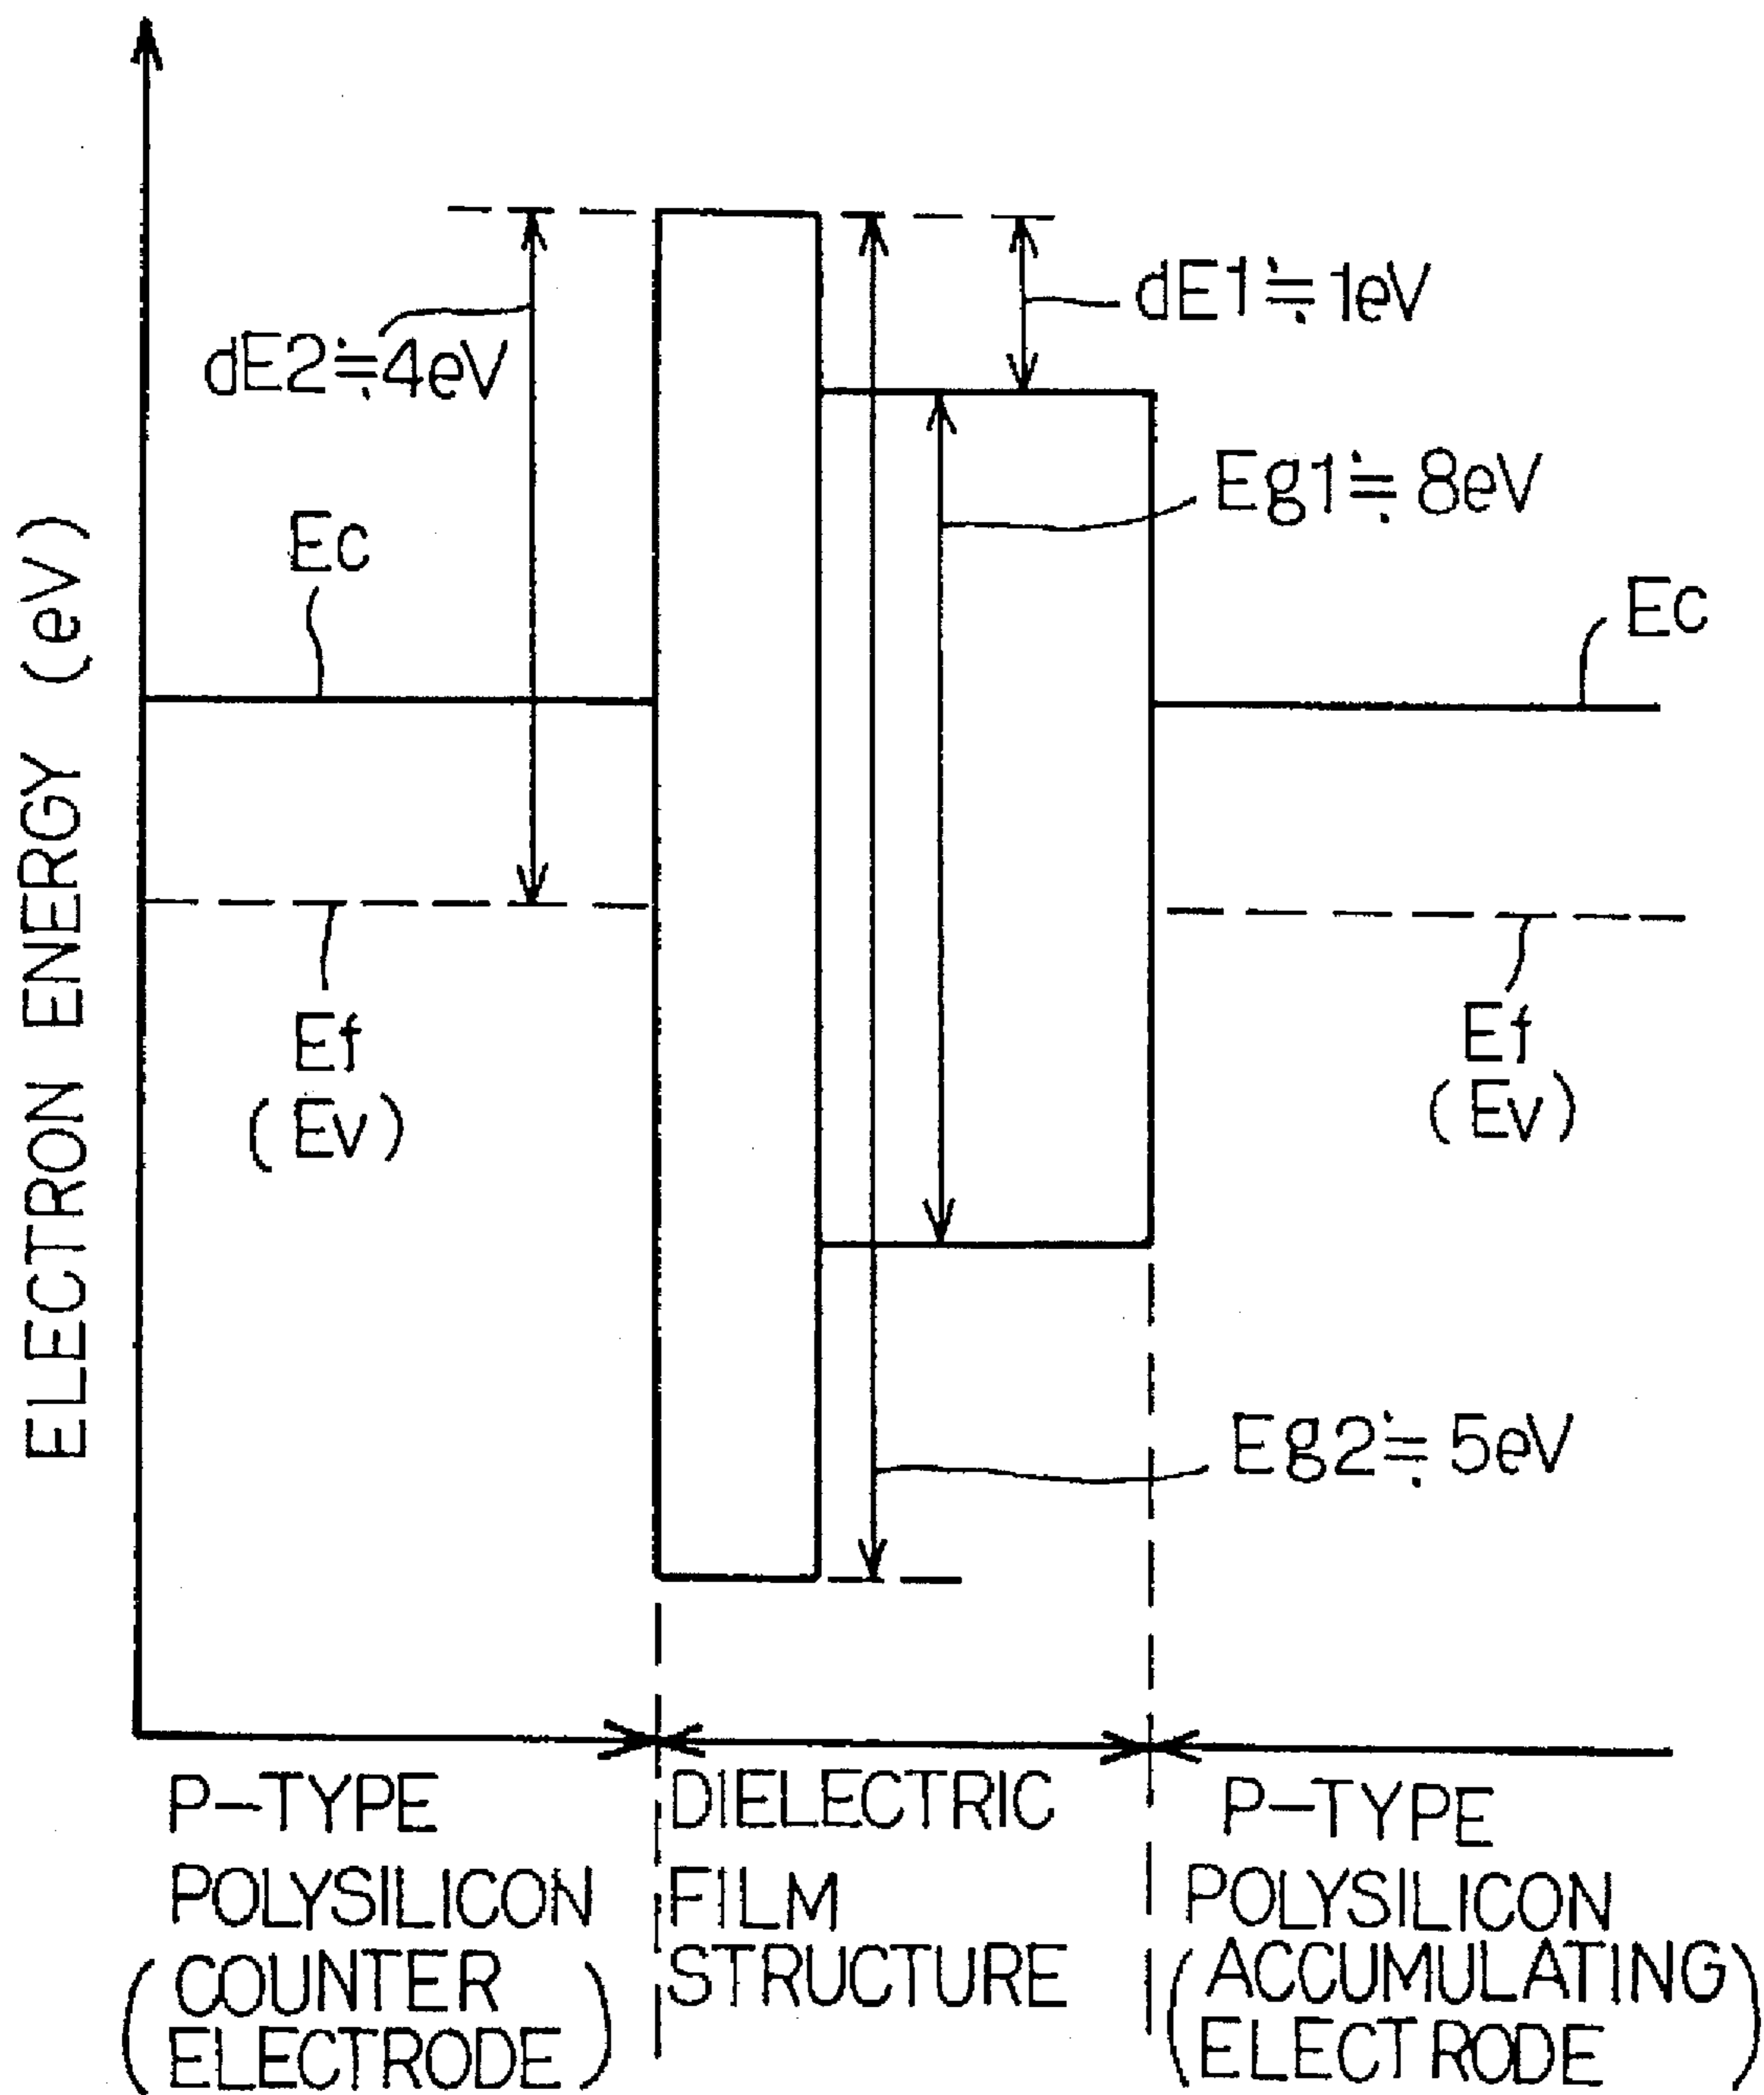 ELECTRON ENERGY (eV)
dE2≒4eV
dE1≒1eV
Eg1≒8eV
Ec
Ec
Ef
(Ev)
Ef
(Ev)
Eg2≒5eV
P-TYPE
POLYSILICON
(COUNTER
ELECTRODE)
DIELECTRIC
FILM
STRUCTURE
P-TYPE
POLYSILICON
(ACCUMULATING
ELECTRODE)